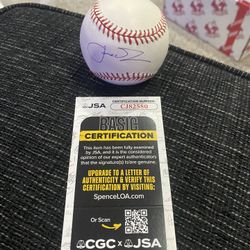 JSA
CERTIFICATION NUMBER
CJ82580
BASIC
CERTIFICATION
This item has been fully examined
by JSA, and it is the considered
opinion of our expert authenticators
that the signature(s) is/are genuine.
UPGRADE TO A LETTER OF
AUTHENTICITY & VERIFY THIS
CERTIFICATION BY VISITING:
SpenceLOA.com
Or Scan
CGC X JSA